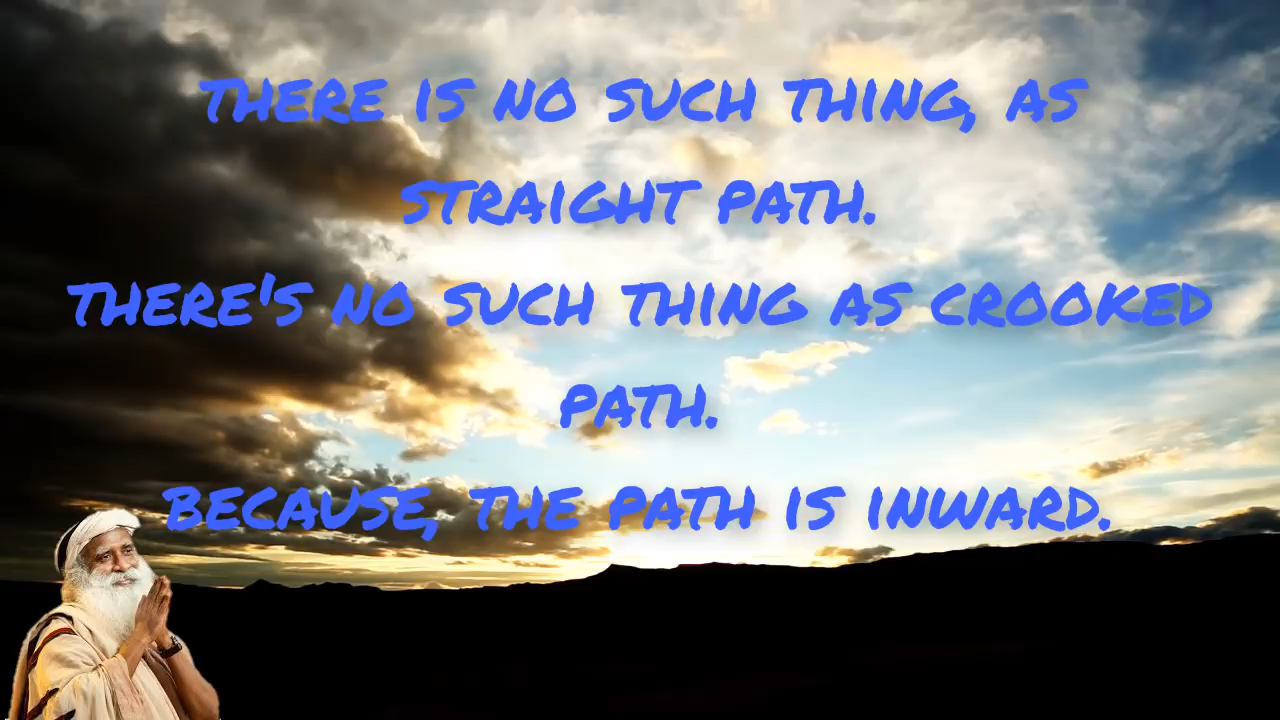 THERE IS NO SUCH THING, AS
STRAIGHT PATH.
THERE'S NO SUCH THING AS CROOKED
PATH.
BECAUSE, THE PATH IS INWARD.